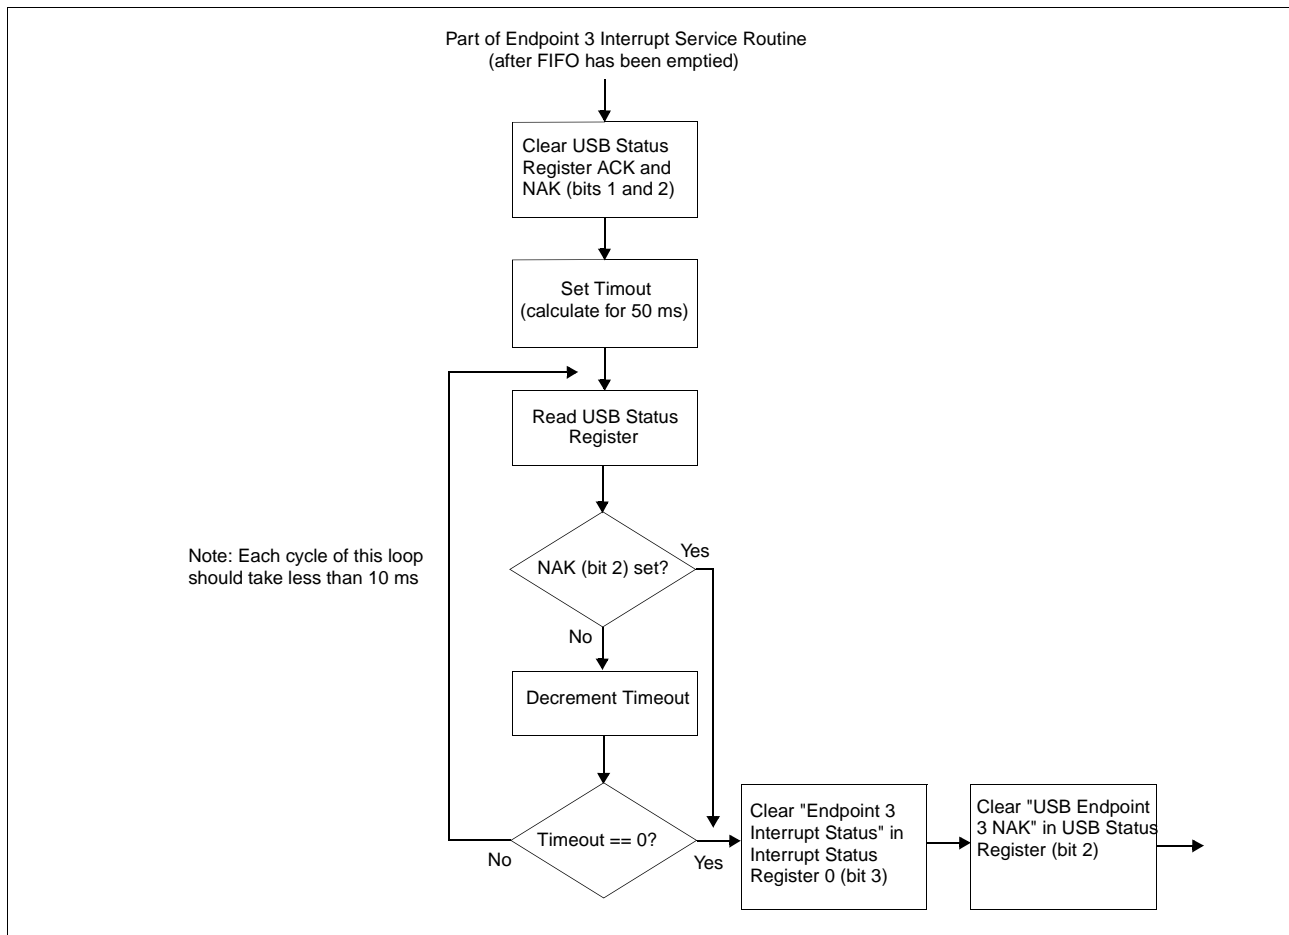 Part of Endpoint 3 Interrupt Service Routine
(after FIFO has been emptied)
Clear USB Status
Register ACK and
NAK (bits 1 and 2)
Set Timout
(calculate for 50 ms)
Read USB Status
Register
Note: Each cycle of this loop
should take less than 10 ms
NAK (bit 2) set?
Yes
No
Decrement Timeout
Timeout == 0?
No
Yes
Clear "Endpoint 3
Interrupt Status" in
Interrupt Status
Register 0 (bit 3)
Clear "USB Endpoint
3 NAK" in USB Status
Register (bit 2)